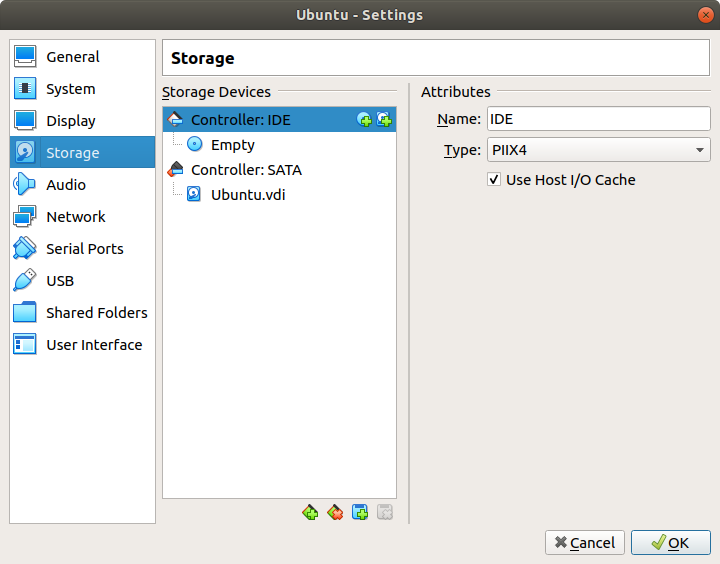 Ubuntu - Settings
General
System
Display
Storage
Audio
Network
Serial Ports
USB
Shared Folders
User Interface
Storage
Storage Devices
Controller: IDE
Empty
Controller: SATA
Ubuntu.vdi
Attributes
Name: IDE
Type: PIIX4
Use Host I/O Cache
Cancel
OK